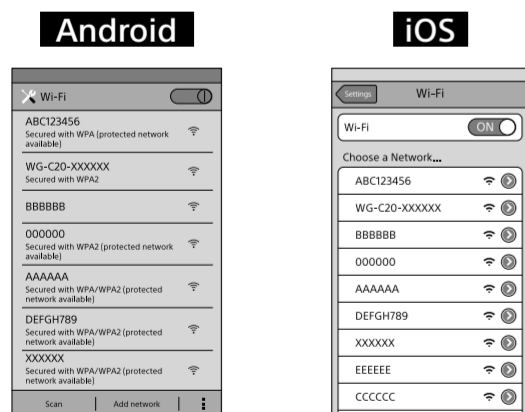 Android
Wi-Fi
ABC123456
Secured with WPA (protected network
available)
WG-C20-XXXXXX
Secured with WPA2
BBBBBB
000000
Secured with WPA2 (protected network
available)
AAAAAA
Secured with WPA/WPA2 (protected
network available)
DEFGH789
Secured with WPA/WPA2 (protected
network available)
XXXXXX
Secured with WPA/WPA2 (protected
network available)
Scan
Add network
iOS
Settings
Wi-Fi
Wi-Fi
ON
Choose a Network...
ABC123456
WG-C20-XXXXXX
BBBBBB
000000
AAAAAA
DEFGH789
XXXXXX
EEEEEE
CCCCCC